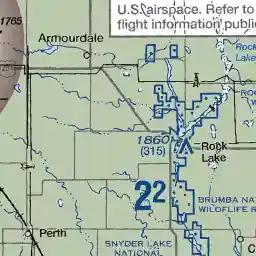 1765
U.S. airspace. Refer to
flight information public
Armourdale
Rock
Lake
1860
(315)
Rock
Lake
2²
BRUMBA NA
WILDLIFE R
Perth
SNYDER LAKE
NATIONAL
C